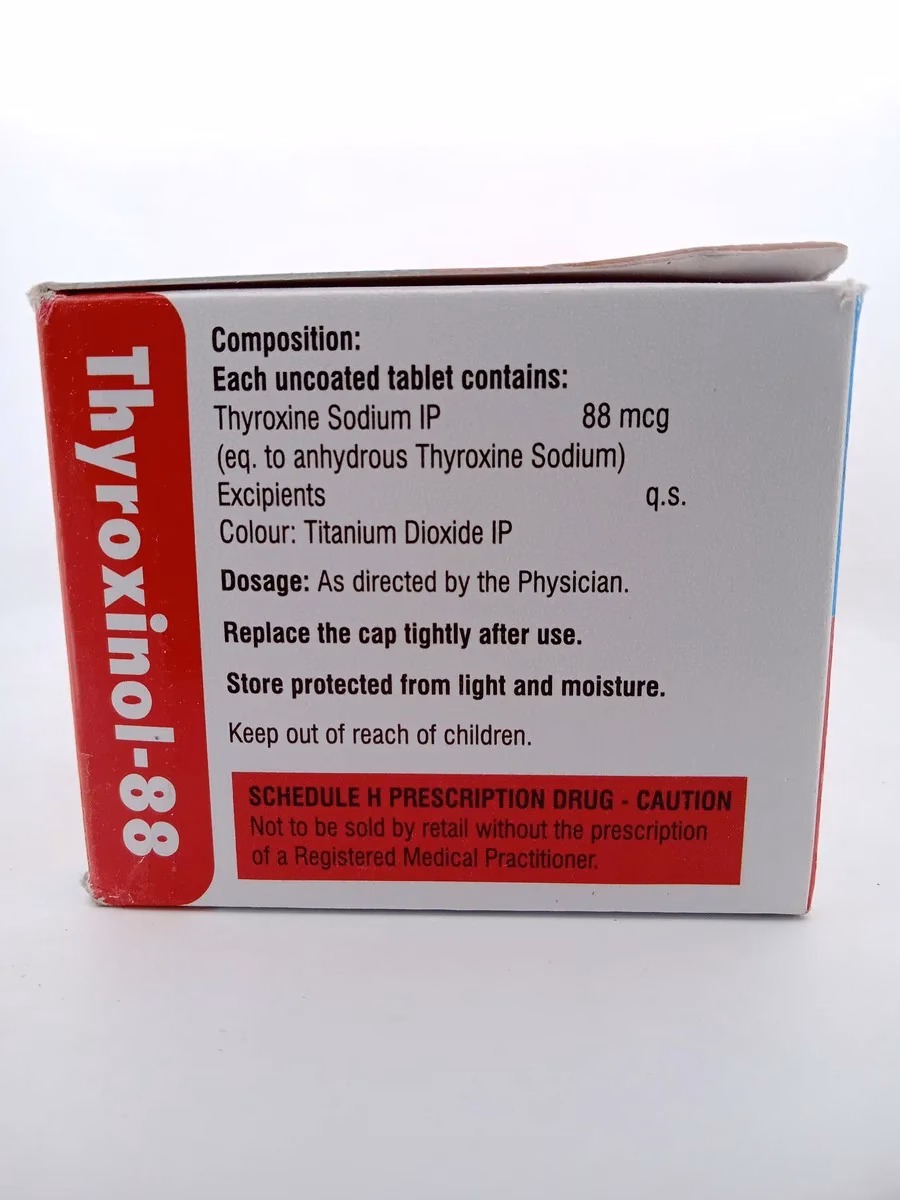 Thyroxinol-88
Composition:
Each uncoated tablet contains:
Thyroxine Sodium IP 88 mcg
(eq. to anhydrous Thyroxine Sodium)
Excipients q.s.
Colour: Titanium Dioxide IP
Dosage: As directed by the Physician.
Replace the cap tightly after use.
Store protected from light and moisture.
Keep out of reach of children.
SCHEDULE H PRESCRIPTION DRUG - CAUTION
Not to be sold by retail without the prescription
of a Registered Medical Practitioner.